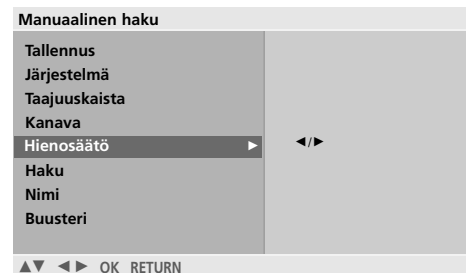 Manuaalinen haku
Tallennus
Järjestelmä
Taajuuskaista
Kanava
Hienosäätö ► ◄/►
Haku
Nimi
Buusteri
▲▼ ◄► OK RETURN